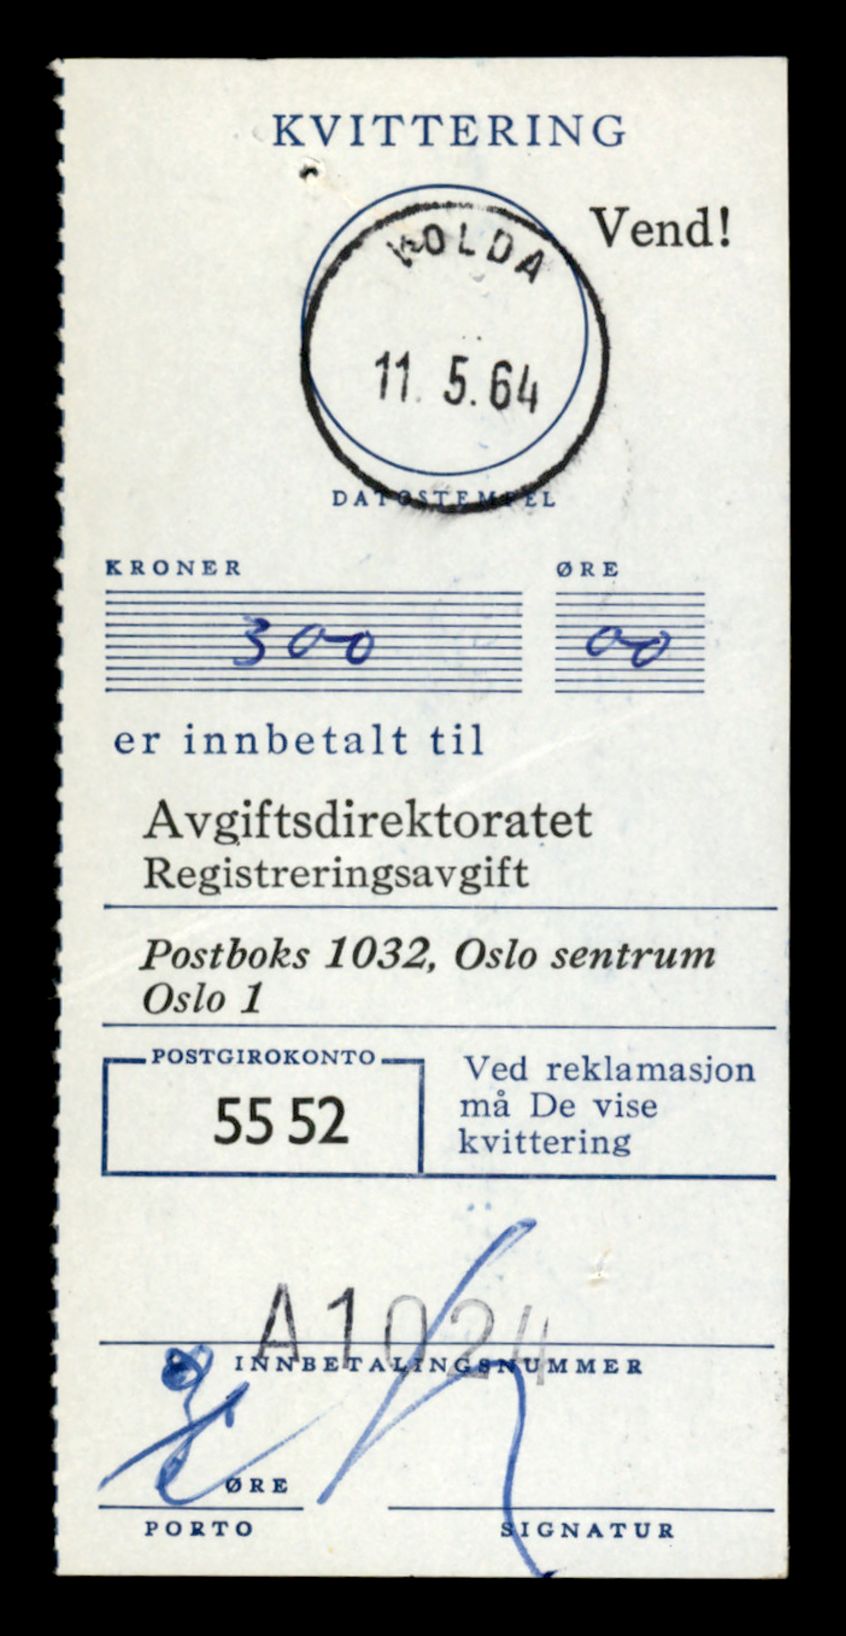 KVITTERING
Vend!
VOLDA
11. 5. 64
DATOSTEMPEL
KRONER ØRE
300 00
er innbetalt til
Avgiftsdirektoratet
Registreringsavgift
Postboks 1032, Oslo sentrum
Oslo 1
POSTGIROKONTO
55 52
Ved reklamasjon
må De vise
kvittering
A1024
INNBETALINGSNUMMER
ØRE
PORTO SIGNATUR